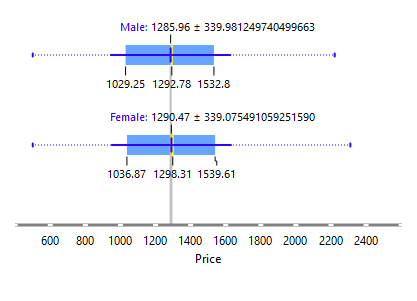 Male: 1285.96 ± 339.981249740499663
1029.25 1292.78 1532.8
Female: 1290.47 ± 339.075491059251590
1036.87 1298.31 1539.61
600 800 1000 1200 1400 1600 1800 2000 2200 2400
Price